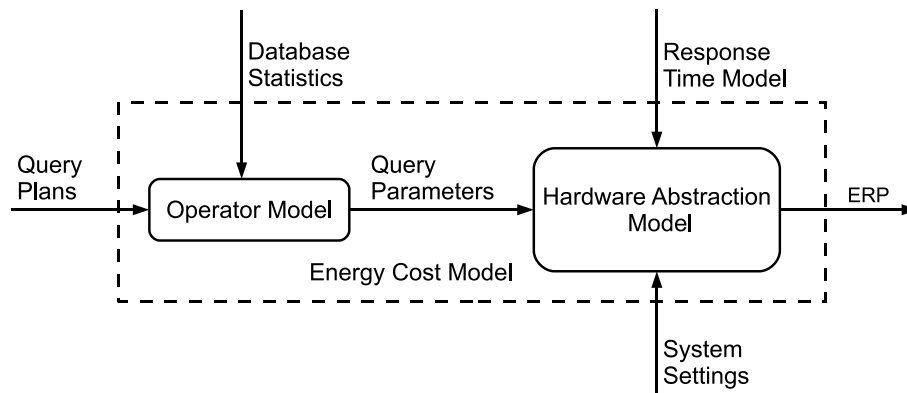 Database
Statistics
Response
Time Model
Query
Plans
Operator Model
Query
Parameters
Hardware Abstraction
Model
ERP
Energy Cost Model
System
Settings